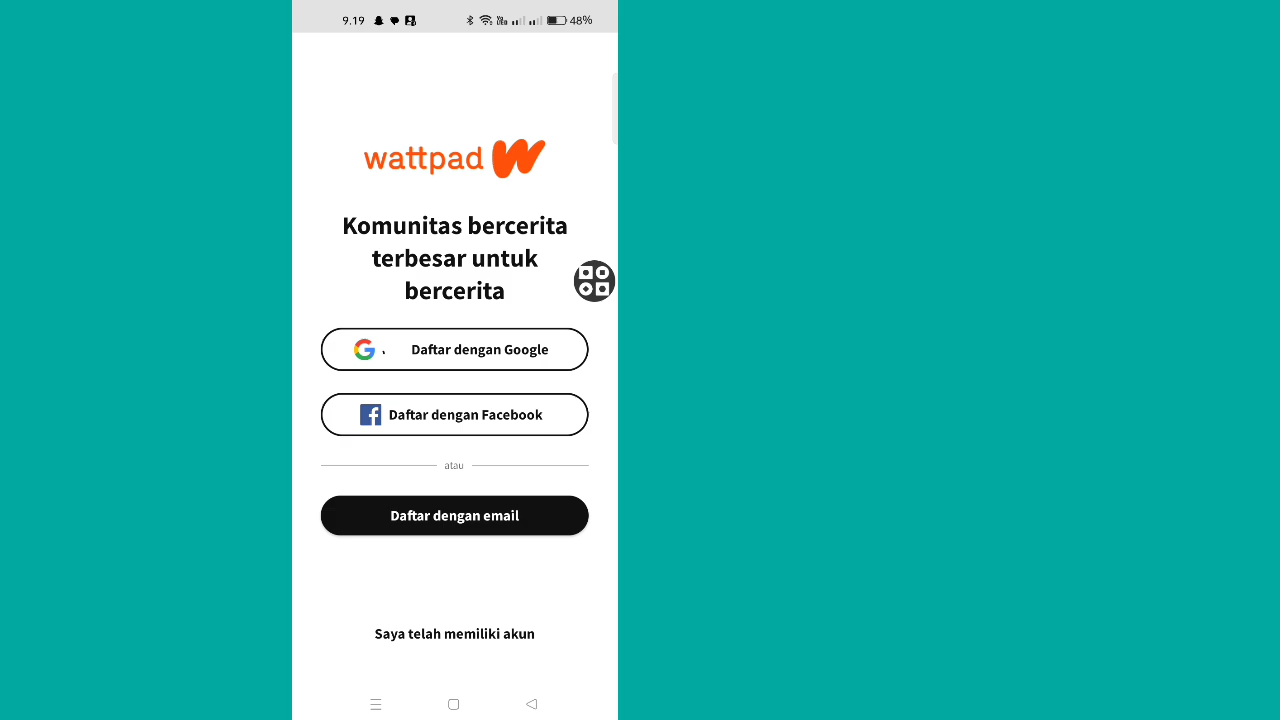 9.19
48%
wattpad
Komunitas bercerita
terbesar untuk
bercerita
Daftar dengan Google
Daftar dengan Facebook
atau
Daftar dengan email
Saya telah memiliki akun